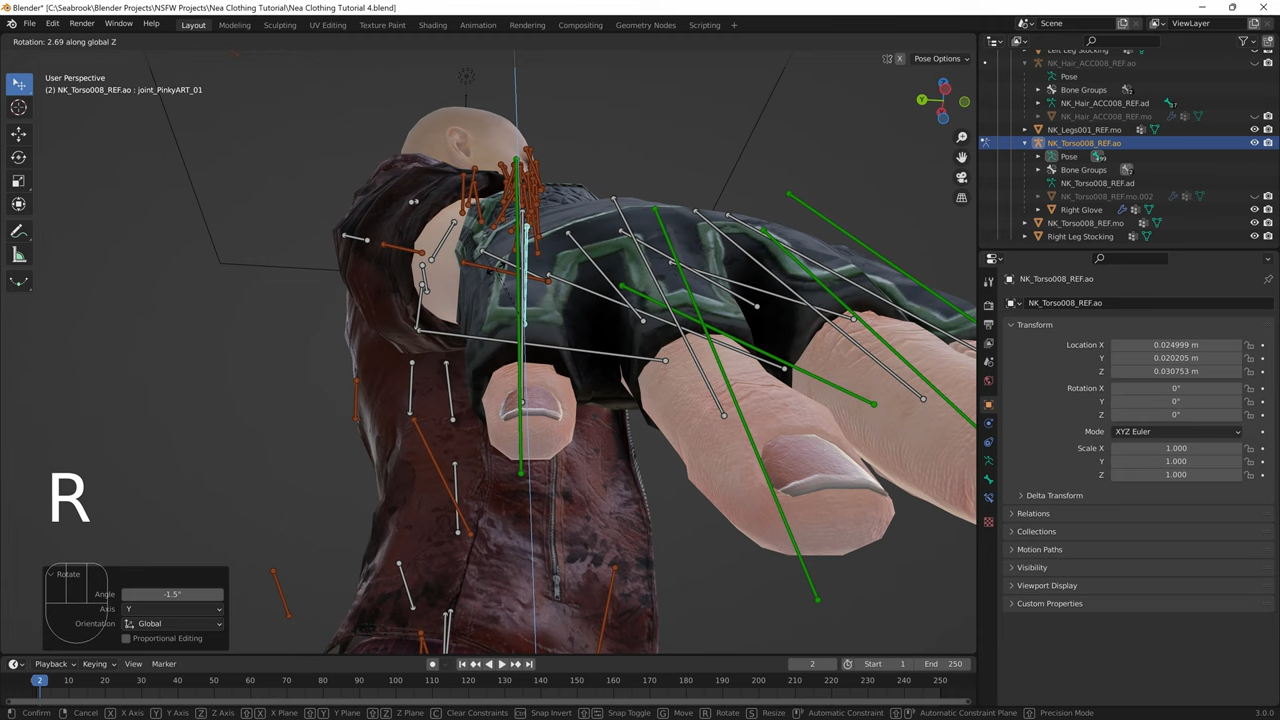 Blender* [C:\Seabrook\Blender Projects\NSFW Projects\Nea Clothing Tutorial\Nea Clothing Tutorial 4.blend]
File Edit Render Window Help Layout Modeling Sculpting UV Editing Texture Paint Shading Animation Rendering Compositing Geometry Nodes Scripting + Scene ViewLayer
Rotation: 2.69 along global Z
X Pose Options
User Perspective
(2) NK_Torso008_REF.ao : joint_PinkyART_01
Y
Z
R
Rotate
Angle -1.5°
Axis Y
Orientation Global
Proportional Editing
Left Leg Stocking
NK_Hair_ACC008_REF.ao
Pose
Bone Groups
NK_Hair_ACC008_REF.ad
NK_Hair_ACC008_REF.mo
NK_Legs001_REF.mo
NK_Torso008_REF.ao
Pose
Bone Groups
NK_Torso008_REF.ad
NK_Torso008_REF.mo.002
Right Glove
NK_Torso008_REF.mo
Right Leg Stocking
NK_Torso008_REF.ao
NK_Torso008_REF.ao
Transform
Location X 0.024999 m
Y 0.020205 m
Z 0.030753 m
Rotation X 0°
Y 0°
Z 0°
Mode XYZ Euler
Scale X 1.000
Y 1.000
Z 1.000
Delta Transform
Relations
Collections
Motion Paths
Visibility
Viewport Display
Custom Properties
Playback Keying View Marker 2 Start 1 End 250
2 10 20 30 40 50 60 70 80 90 100 110 120 130 140 150 160 170 180 190 200 210 220 230 240 250
Confirm Cancel X X Axis Y Y Axis Z Z Axis X X Plane Y Y Plane Z Z Plane C Clear Constraints Snap Invert Snap Toggle G Move R Rotate S Resize Automatic Constraint Automatic Constraint Plane Precision Mode 3.0.0